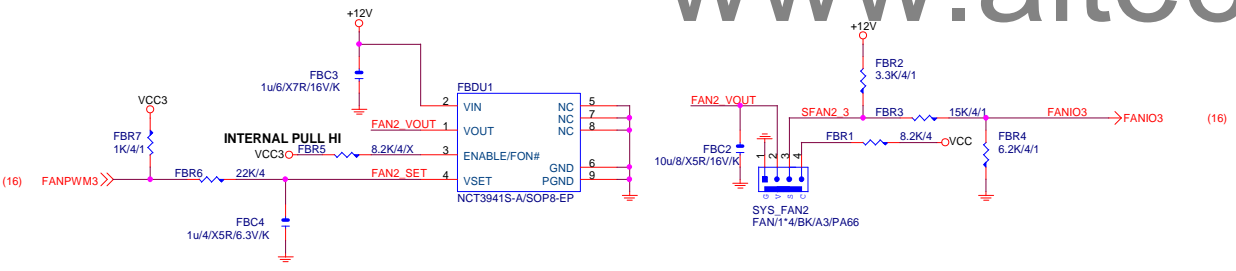 www.aitec
+12V
+12V
FBC3
1u/6/X7R/16V/K
FBR2
3.3K/4/1
VCC3
FBDU1
2 VIN NC 5
NC 7
FAN2_VOUT 1 VOUT NC 8
FAN2_VOUT
SFAN2_3 FBR3 15K/4/1 FANIO3 FANIO3 (16)
FBR7
1K/4/1
INTERNAL PULL HI
VCC3 FBR5 8.2K/4/X 3 ENABLE/FON#
FBR1 8.2K/4 VCC
FBR4
6.2K/4/1
FBC2
10u/8/X5R/16V/K
1 2 3 4
GND 6
(16) FANPWM3 FBR6 22K/4 FAN2_SET 4 VSET PGND 9
G V S C
NCT3941S-A/SOP8-EP
SYS_FAN2
FAN/1*4/BK/A3/PA66
FBC4
1u/4/X5R/6.3V/K